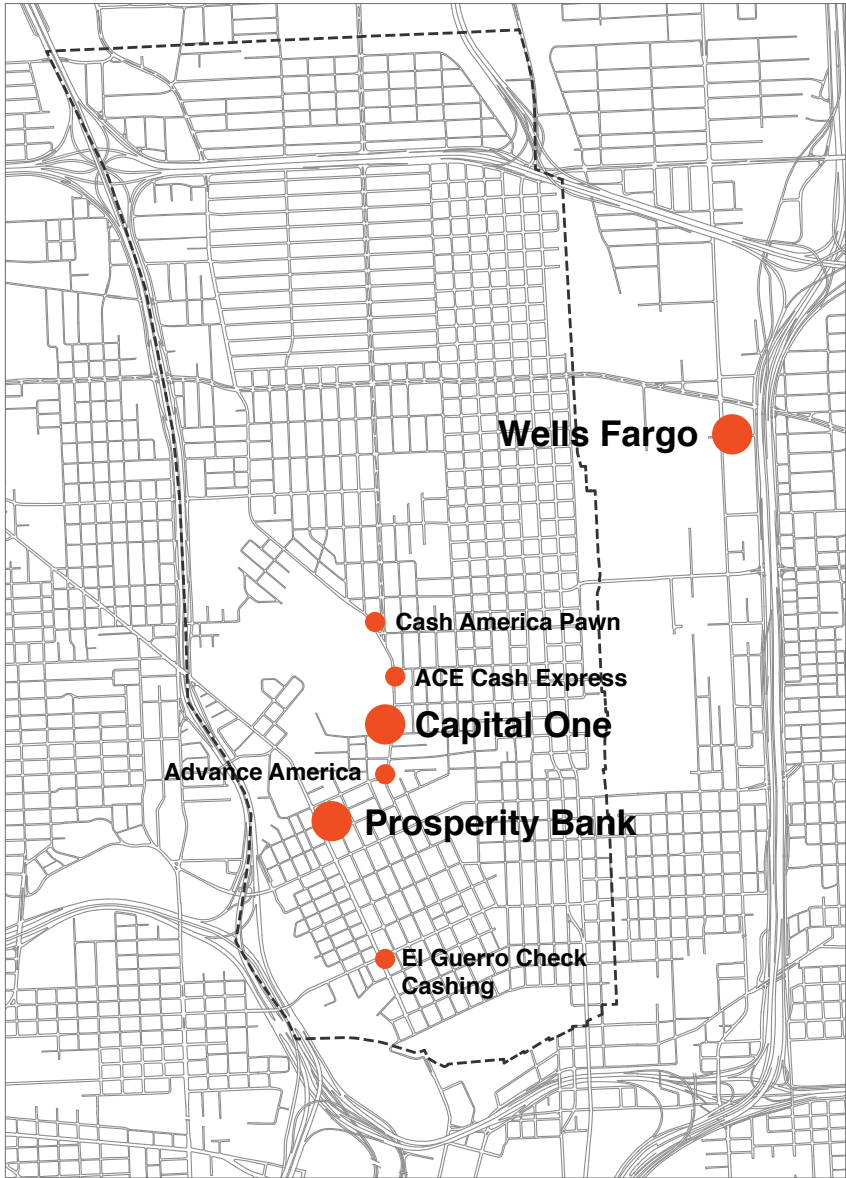 Wells Fargo
Cash America Pawn
ACE Cash Express
Capital One
Advance America
Prosperity Bank
El Guerro Check
Cashing